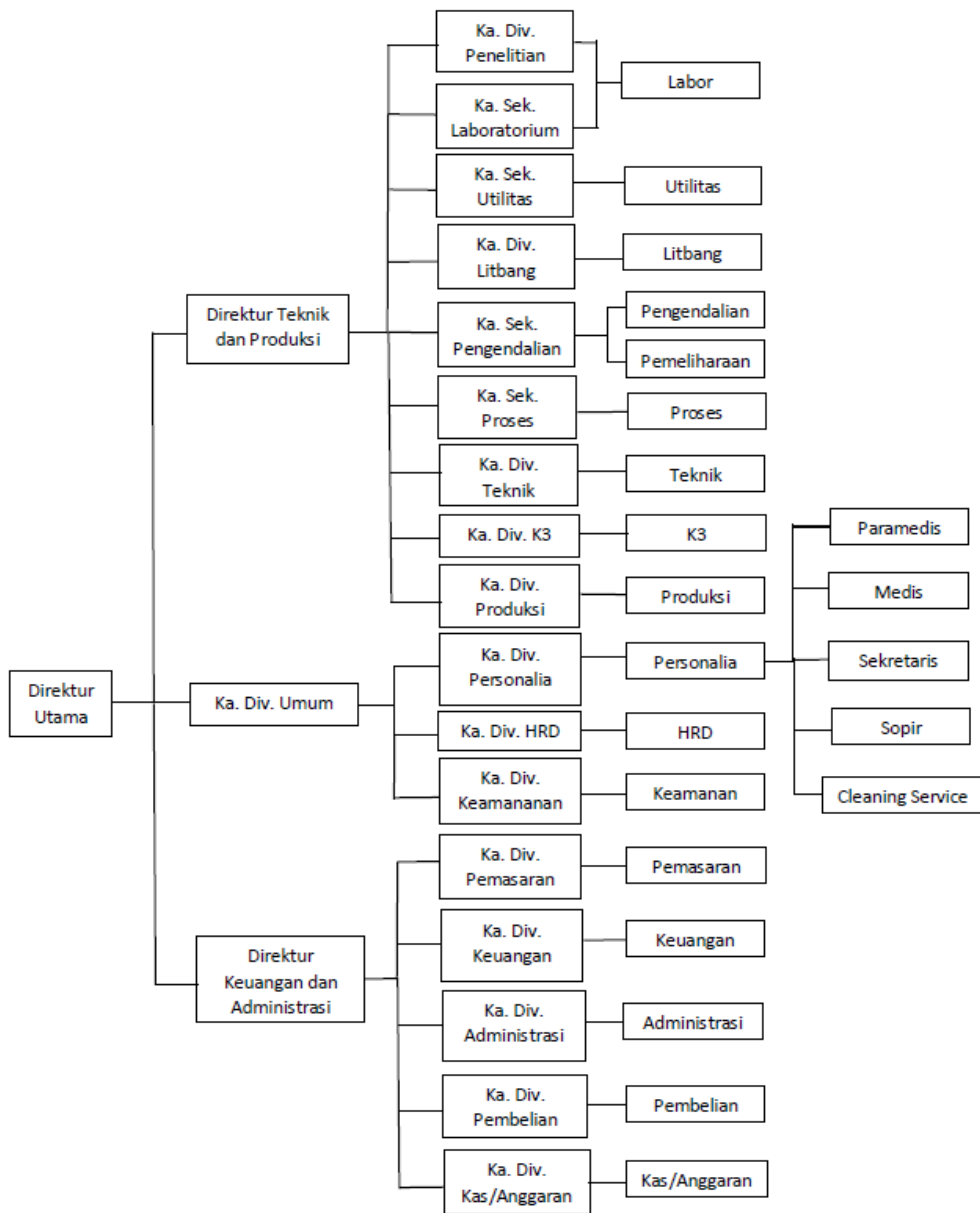 Ka. Div.
Penelitian
Labor
Ka. Sek.
Laboratorium
Ka. Sek.
Utilitas
Utilitas
Ka. Div.
Litbang
Litbang
Direktur Teknik
dan Produksi
Ka. Sek.
Pengendalian
Pengendalian
Pemeliharaan
Ka. Sek.
Proses
Proses
Ka. Div.
Teknik
Teknik
Ka. Div. K3
K3
Ka. Div.
Produksi
Produksi
Direktur
Utama
Ka. Div. Umum
Ka. Div.
Personalia
Personalia
Paramedis
Medis
Sekretaris
Sopir
Cleaning Service
Ka. Div. HRD
HRD
Ka. Div.
Keamananan
Keamanan
Direktur
Keuangan dan
Administrasi
Ka. Div.
Pemasaran
Pemasaran
Ka. Div.
Keuangan
Keuangan
Ka. Div.
Administrasi
Administrasi
Ka. Div.
Pembelian
Pembelian
Ka. Div.
Kas/Anggaran
Kas/Anggaran